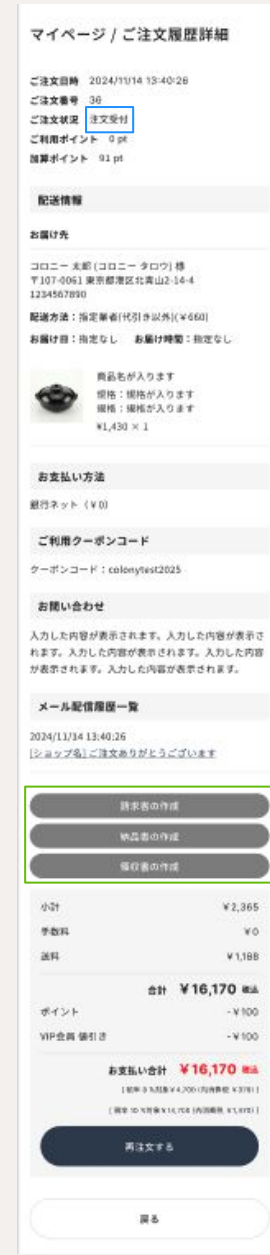 マイページ / ご注文履歴詳細
ご注文日時 2024/11/14 13:40:26
ご注文番号 36
ご注文状況 注文受付
ご利用ポイント 0 pt
加算ポイント 91 pt
配送情報
お届け先
コロニー 太郎 (コロニー タロウ) 様
〒107-0061 東京都港区北青山2-14-4
1234567890
配送方法：指定業者(代引き以外)(￥660)
お届け日：指定なし お届け時間：指定なし
商品名が入ります
規格：規格が入ります
規格：規格が入ります
¥1,430 × 1
お支払い方法
銀行ネット (￥0)
ご利用クーポンコード
クーポンコード：colonytest2025
お問い合わせ
入力した内容が表示されます。入力した内容が表示さ
れます。入力した内容が表示されます。入力した内容
が表示されます。入力した内容が表示されます。
メール配信履歴一覧
2024/11/14 13:40:26
[ショップ名] ご注文ありがとうございます
請求書の作成
納品書の作成
領収書の作成
小計 ￥2,365
手数料 ￥0
送料 ￥1,188
合計 ￥16,170 税込
ポイント -￥100
VIP会員 値引き -￥100
お支払い合計 ￥16,170 税込
再注文する
戻る